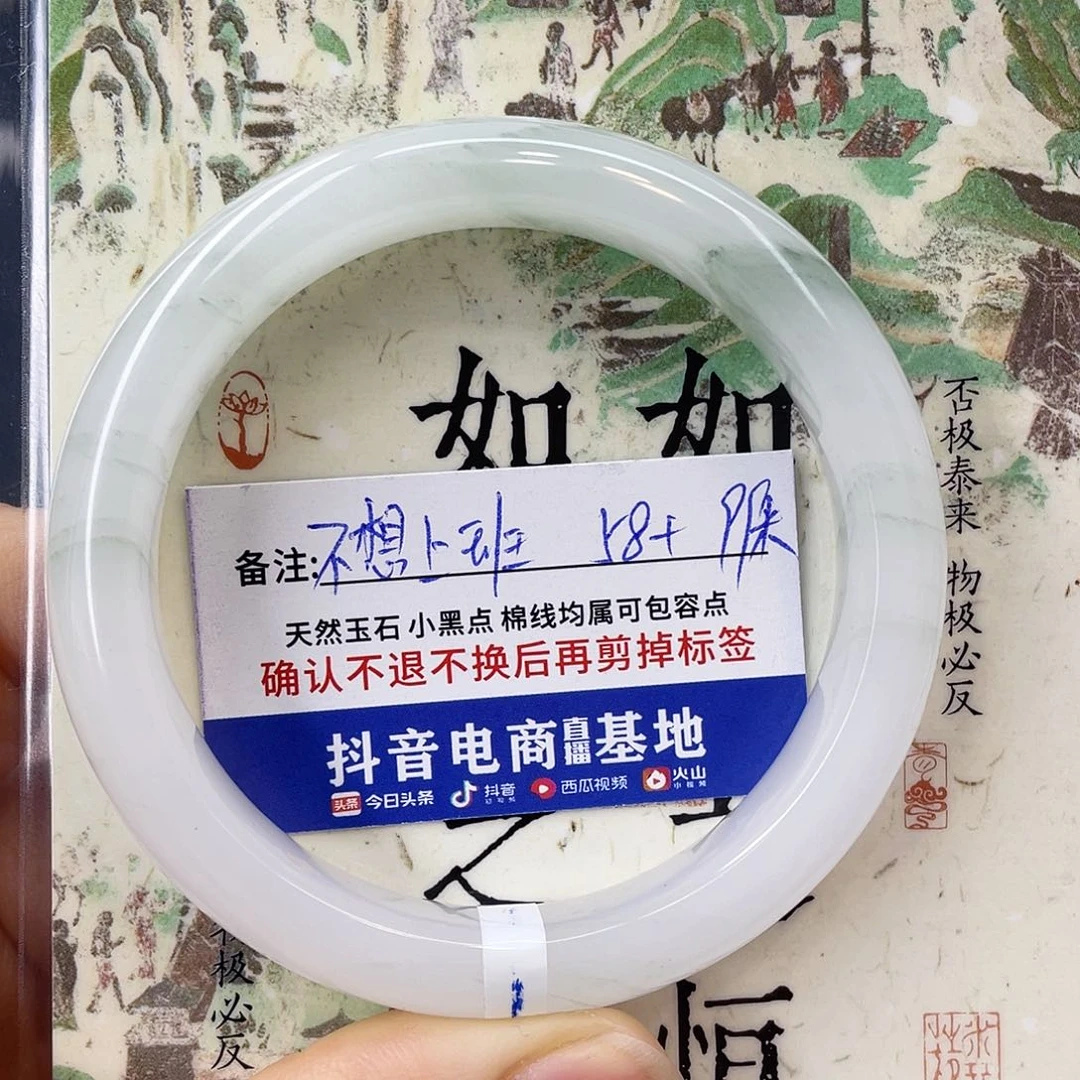 如如
否极泰来 物极必反
备注:不想上班 58+
天然玉石 小黑点 棉线均属可包容点
确认不退不换后再剪掉标签
抖音电商直播基地
头条 今日头条 抖音 西瓜视频 火山
之
极必反
恒